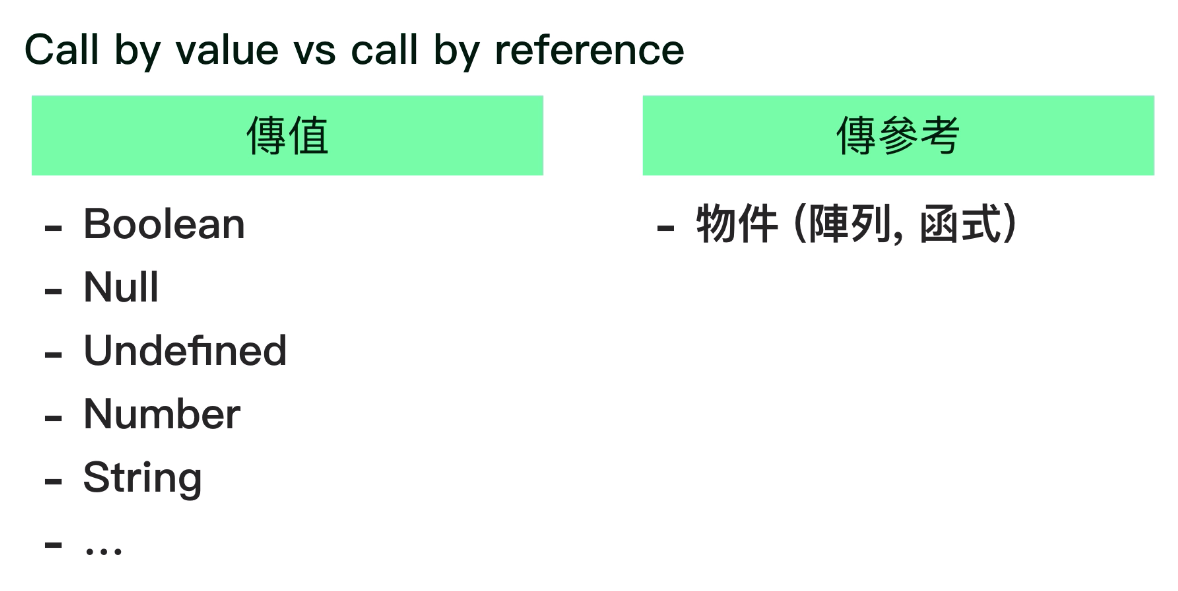 Call by value vs call by reference
傳值
- Boolean
- Null
- Undefined
- Number
- String
- ...
傳參考
- 物件 (陣列, 函式)